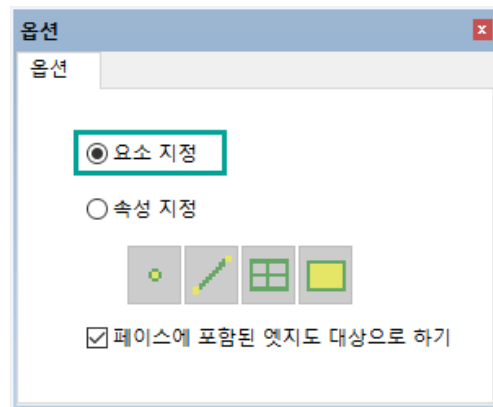 옵션
옵션
요소 지정
속성 지정
페이스에 포함된 엣지도 대상으로 하기